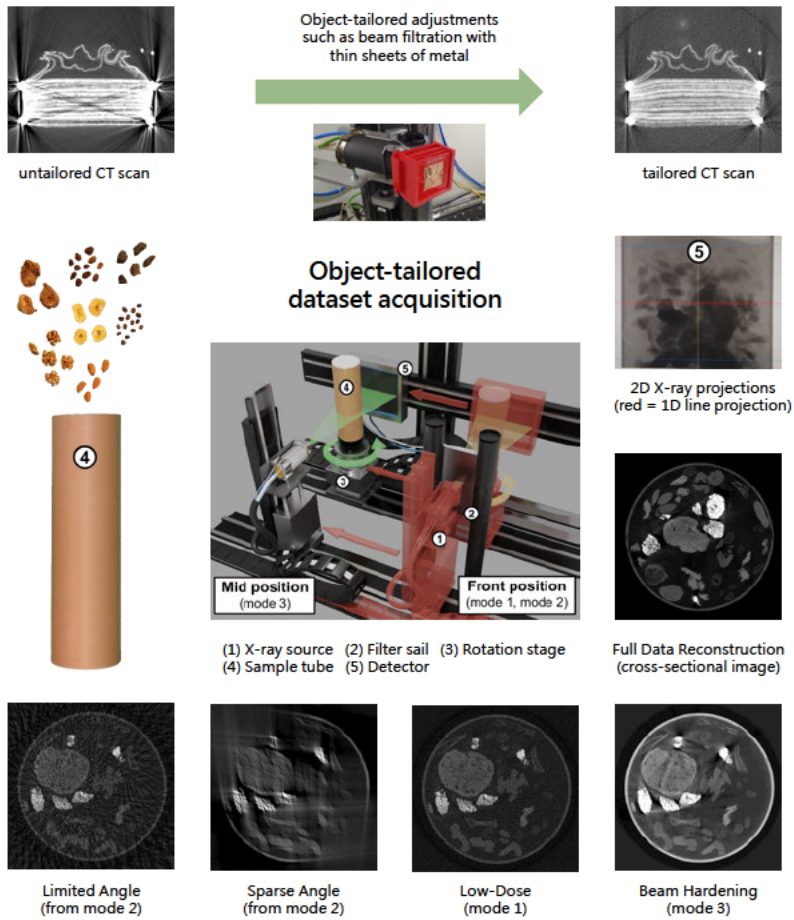 Object-tailored adjustments
such as beam filtration with
thin sheets of metal
untailored CT scan
tailored CT scan
Object-tailored
dataset acquisition
5
2D X-ray projections
(red = 1D line projection)
4
4
5
3
2
1
Mid position
(mode 3)
Front position
(mode 1, mode 2)
(1) X-ray source (2) Filter sail (3) Rotation stage
(4) Sample tube (5) Detector
Full Data Reconstruction
(cross-sectional image)
Limited Angle
(from mode 2)
Sparse Angle
(from mode 2)
Low-Dose
(mode 1)
Beam Hardening
(mode 3)